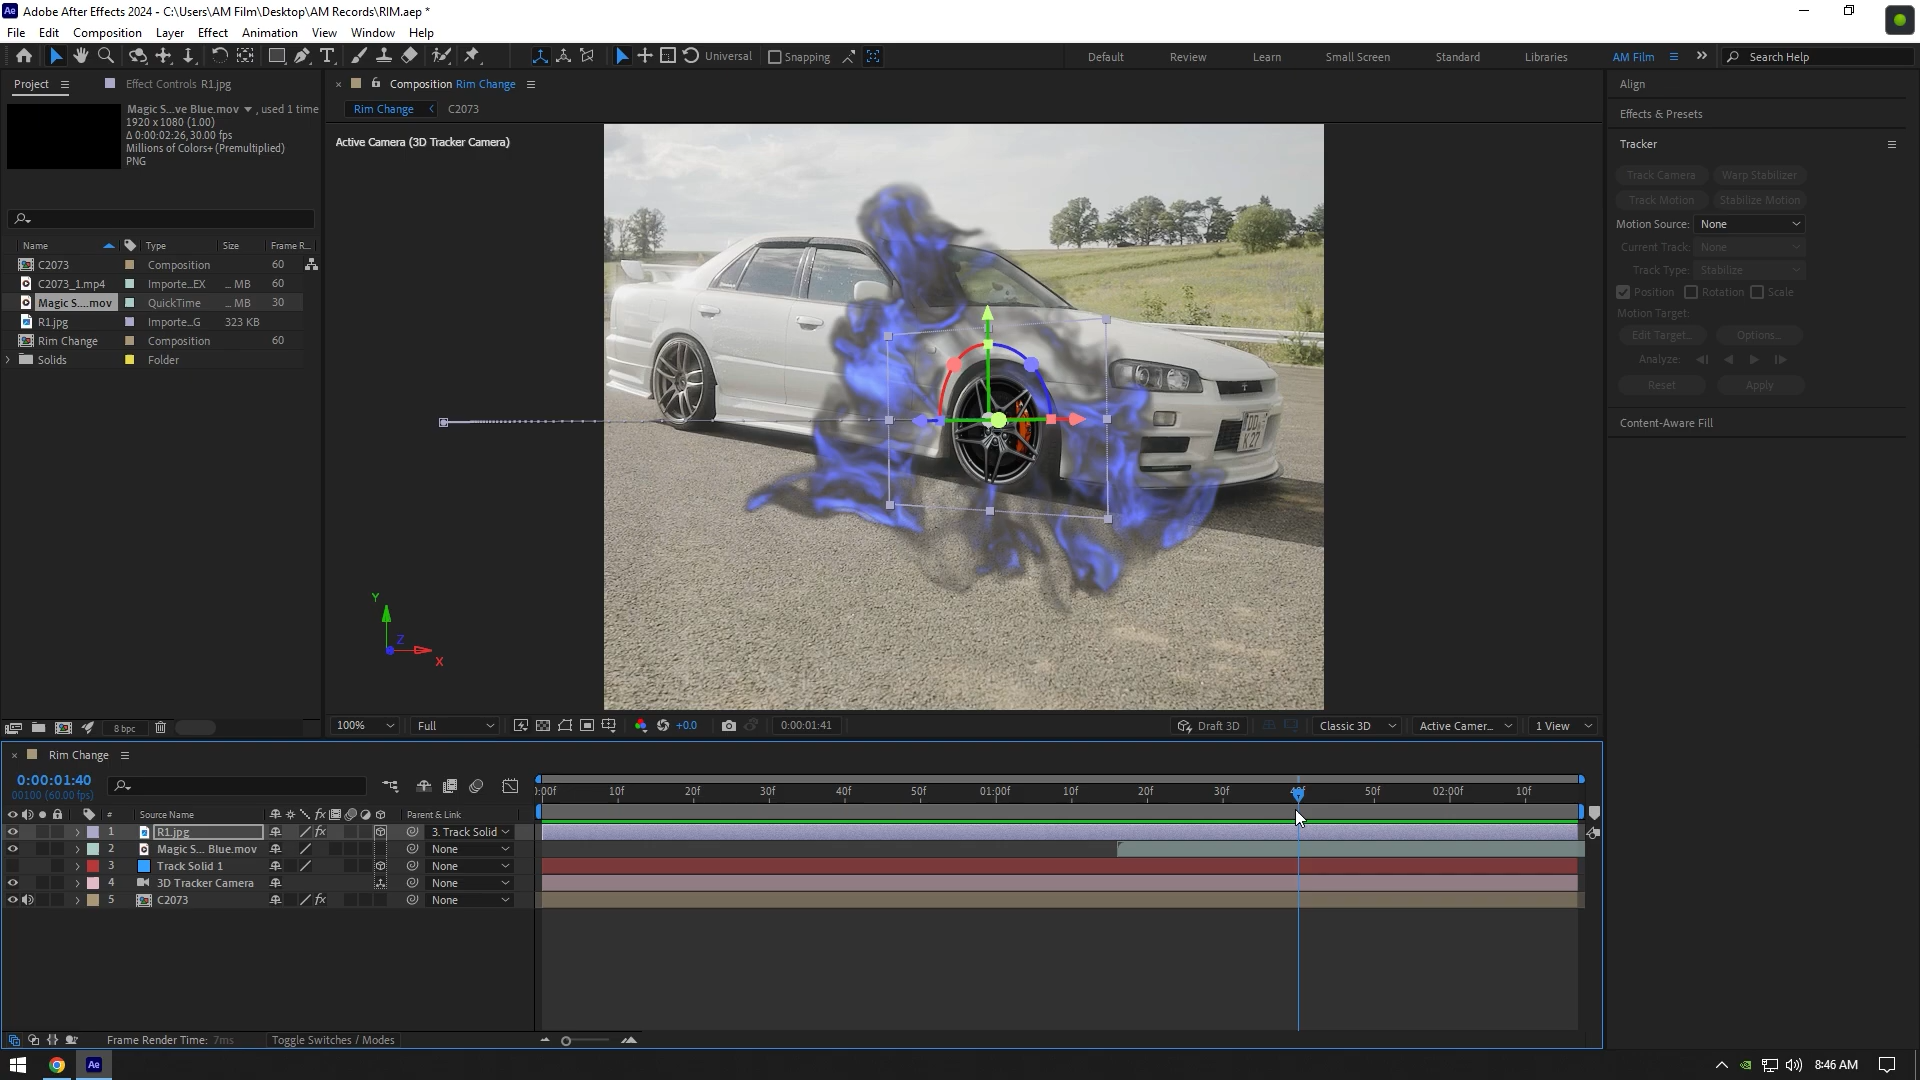 Adobe After Effects 2024 - C:\Users\AM Film\Desktop\AM Records\RIM.aep *
File Edit Composition Layer Effect Animation View Window Help
Universal Snapping Default Review Learn Small Screen Standard Libraries AM Film Search Help
Project Effect Controls R1.jpg
Magic S...ve Blue.mov , used 1 time
1920 x 1080 (1.00)
Δ 0:00:02:26, 30.00 fps
Millions of Colors+ (Premultiplied)
PNG
Name Type Size Frame R...
C2073 Composition 60
C2073_1.mp4 Importe...EX ... MB 60
Magic S....mov QuickTime ... MB 30
R1.jpg Importe...G 323 KB
Rim Change Composition 60
Solids Folder
8 bpc
Composition Rim Change
Rim Change C2073
Active Camera (3D Tracker Camera)
Y
Z
X
100% Full +0.0 0:00:01:41 Draft 3D Classic 3D Active Camer... 1 View
Align
Effects & Presets
Tracker
Track Camera Warp Stabilizer
Track Motion Stabilize Motion
Motion Source: None
Current Track: None
Track Type: Stabilize
Position Rotation Scale
Motion Target:
Edit Target... Options...
Analyze:
Reset Apply
Content-Aware Fill
Rim Change
0:00:01:40
00100 (60.00 fps)
0:00f 10f 20f 30f 40f 50f 01:00f 10f 20f 30f 40f 50f 02:00f 10f
# Source Name fx Parent & Link
1 R1.jpg fx 3. Track Solid
2 Magic S... Blue.mov None
3 Track Solid 1 None
4 3D Tracker Camera None
5 C2073 fx None
Frame Render Time: 7ms Toggle Switches / Modes
Ae 8:46 AM